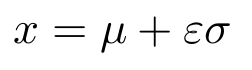 x = μ + εσ